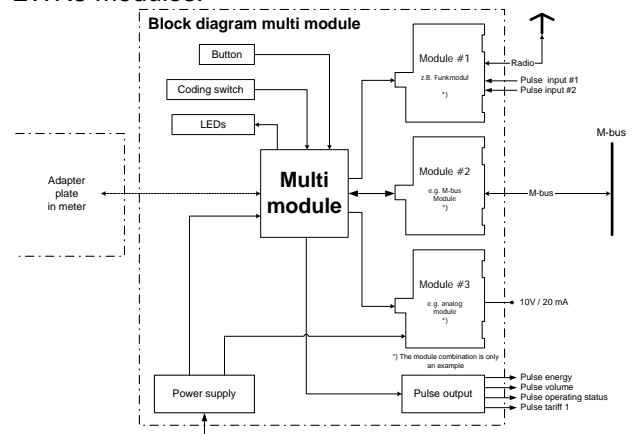 Block diagram multi module
Button
Coding switch
LEDs
Adapter
plate
in meter
Multi
module
Module #1
z.B. Funkmodul
*)
Radio
Pulse input #1
Pulse input #2
M-bus
Module #2
e.g. M-bus
Module
*)
M-bus
Module #3
e.g. analog
module
*)
10V / 20 mA
*) The module combination is only
an example
Power supply
Pulse output
Pulse energy
Pulse volume
Pulse operating status
Pulse tariff 1